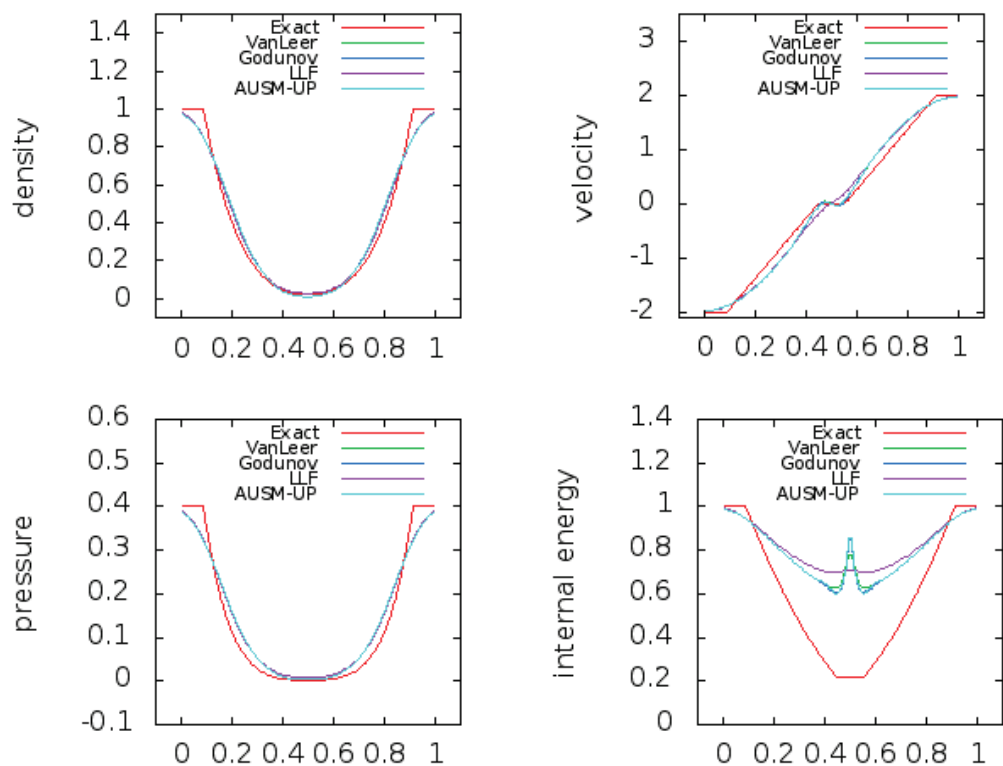 density
1.4
1.2
1
0.8
0.6
0.4
0.2
0
Exact
VanLeer
Godunov
LLF
AUSM-UP
0 0.2 0.4 0.6 0.8 1
velocity
3
2
1
0
-1
-2
Exact
VanLeer
Godunov
LLF
AUSM-UP
0 0.2 0.4 0.6 0.8 1
pressure
0.6
0.5
0.4
0.3
0.2
0.1
0
-0.1
Exact
VanLeer
Godunov
LLF
AUSM-UP
0 0.2 0.4 0.6 0.8 1
internal energy
1.4
1.2
1
0.8
0.6
0.4
0.2
0
Exact
VanLeer
Godunov
LLF
AUSM-UP
0 0.2 0.4 0.6 0.8 1